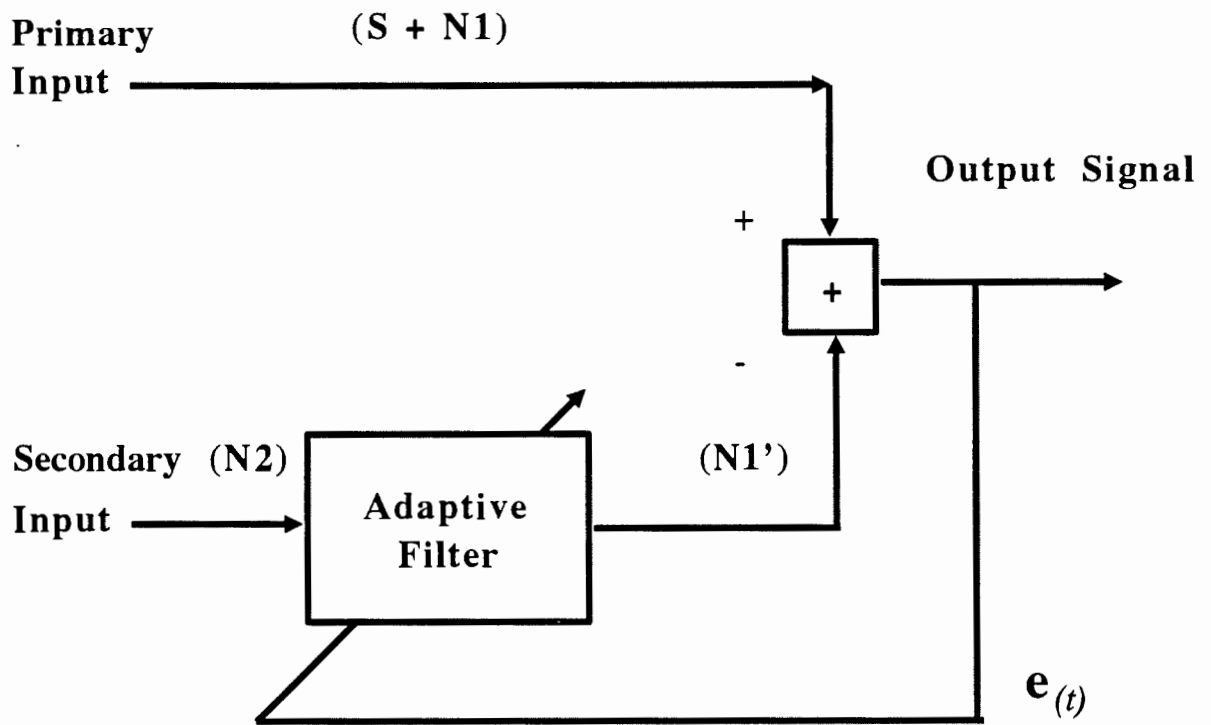 Primary
Input
(S + N1)
Output Signal
+
+
-
Secondary (N2)
Input
Adaptive
Filter
(N1’)
e(t)